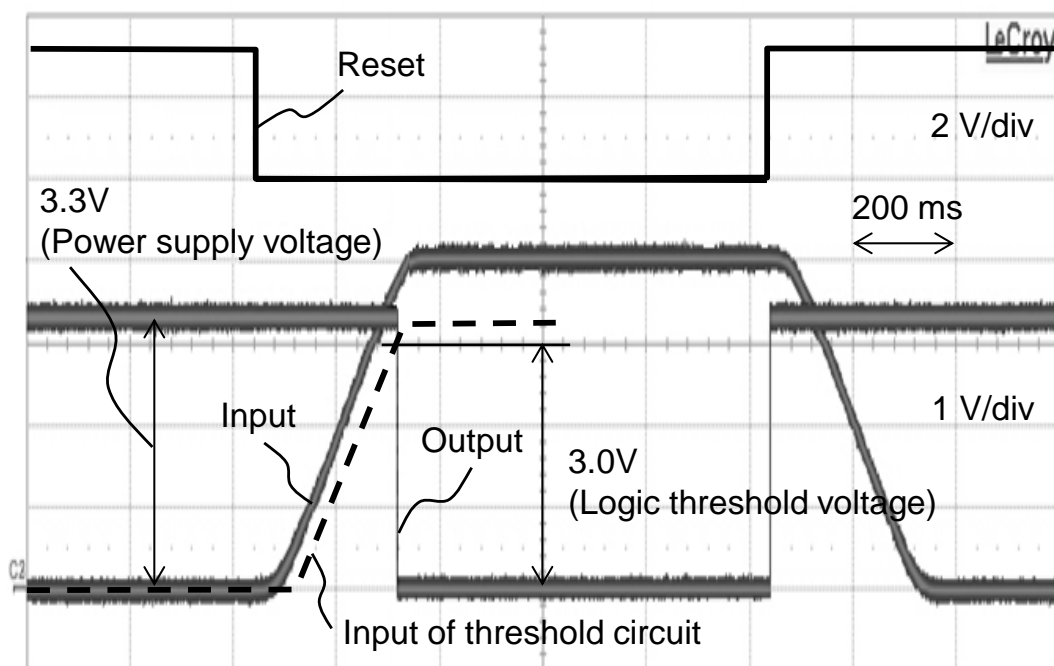 LeCroy
Reset
2 V/div
3.3V
(Power supply voltage)
200 ms
Input
Output
1 V/div
3.0V
(Logic threshold voltage)
C2
Input of threshold circuit